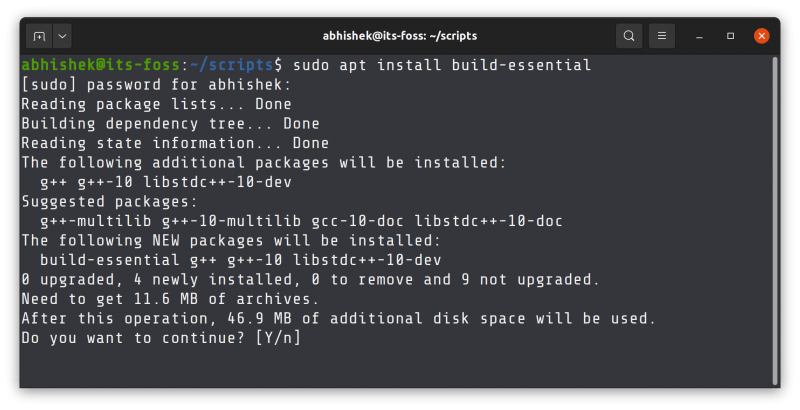 abhishek@its-foss: ~/scripts
abhishek@its-foss:~/scripts$ sudo apt install build-essential
[sudo] password for abhishek:
Reading package lists... Done
Building dependency tree... Done
Reading state information... Done
The following additional packages will be installed:
  g++ g++-10 libstdc++-10-dev
Suggested packages:
  g++-multilib g++-10-multilib gcc-10-doc libstdc++-10-doc
The following NEW packages will be installed:
  build-essential g++ g++-10 libstdc++-10-dev
0 upgraded, 4 newly installed, 0 to remove and 9 not upgraded.
Need to get 11.6 MB of archives.
After this operation, 46.9 MB of additional disk space will be used.
Do you want to continue? [Y/n]